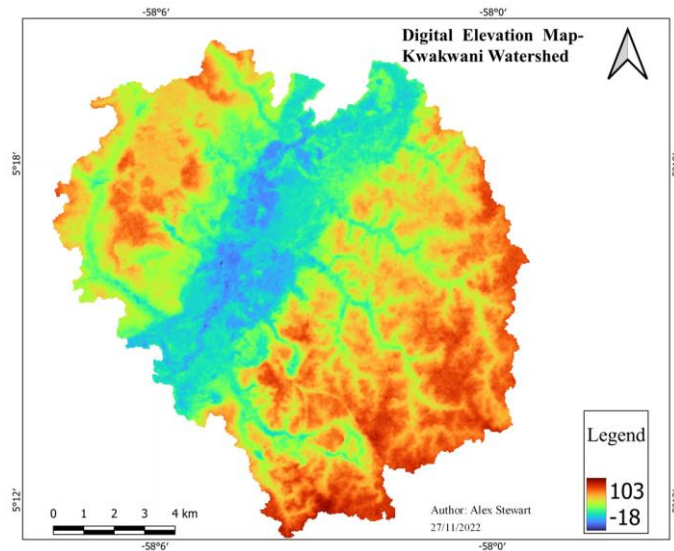 -58°6' -58°0'
Digital Elevation Map-
Kwakwani Watershed
5°18'
Legend
103
-18
5°12'
0 1 2 3 4 km
Author: Alex Stewart
27/11/2022
-58°6' -58°0'